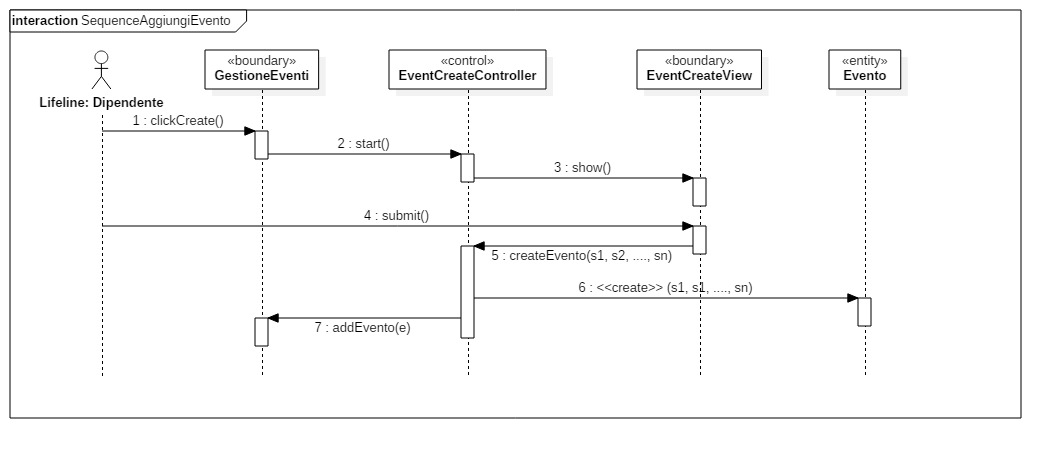 interaction SequenceAggiungiEvento
«boundary»
GestioneEventi
«control»
EventCreateController
«boundary»
EventCreateView
«entity»
Evento
Lifeline: Dipendente
1 : clickCreate()
2 : start()
3 : show()
4 : submit()
5 : createEvento(s1, s2, ...., sn)
6 : <<create>> (s1, s1, ...., sn)
7 : addEvento(e)